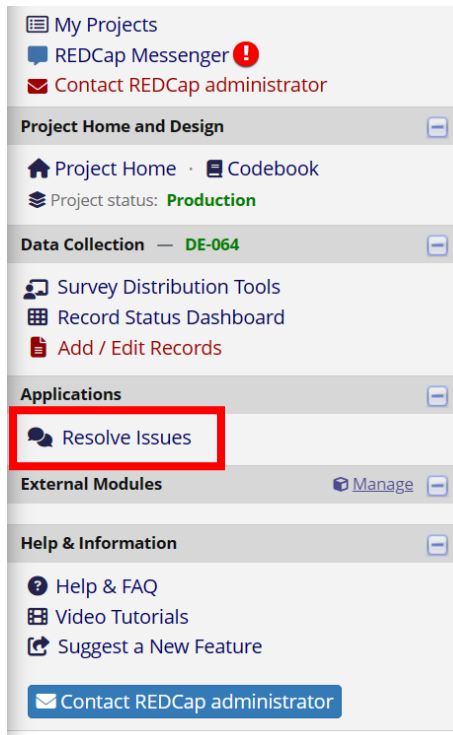 My Projects
REDCap Messenger !
Contact REDCap administrator
Project Home and Design
Project Home · Codebook
Project status: Production
Data Collection — DE-064
Survey Distribution Tools
Record Status Dashboard
Add / Edit Records
Applications
Resolve Issues
External Modules Manage
Help & Information
? Help & FAQ
Video Tutorials
Suggest a New Feature
Contact REDCap administrator